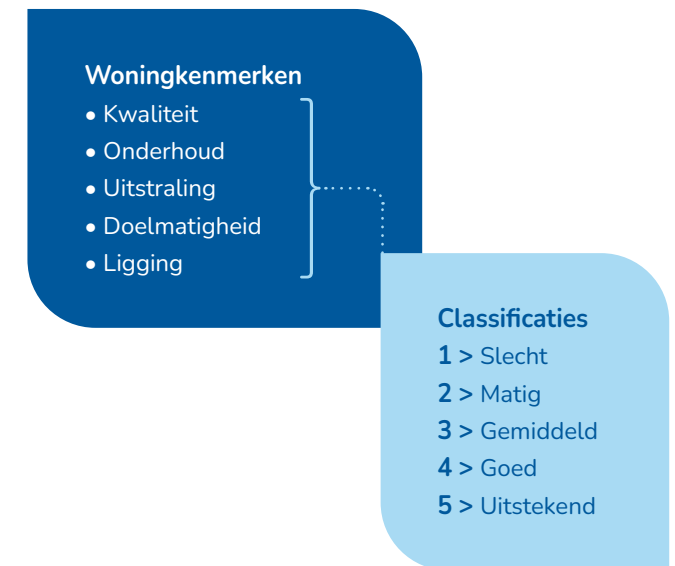 Woningkenmerken
• Kwaliteit
• Onderhoud
• Uitstraling
• Doelmatigheid
• Ligging
Classificaties
1 > Slecht
2 > Matig
3 > Gemiddeld
4 > Goed
5 > Uitstekend